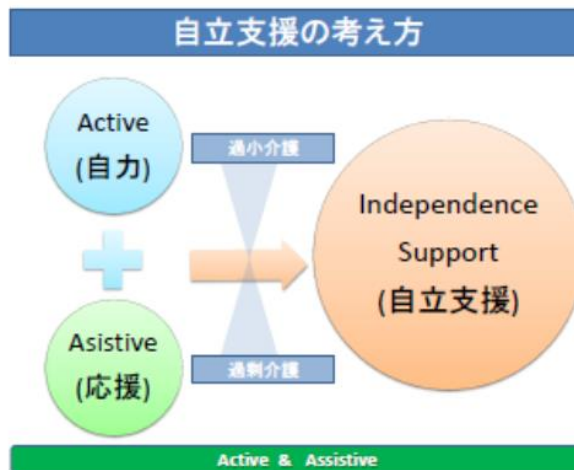 自立支援の考え方
Active
(自力)
過小介護
Independence
Support
(自立支援)
Asistive
(応援)
過剰介護
Active & Assistive